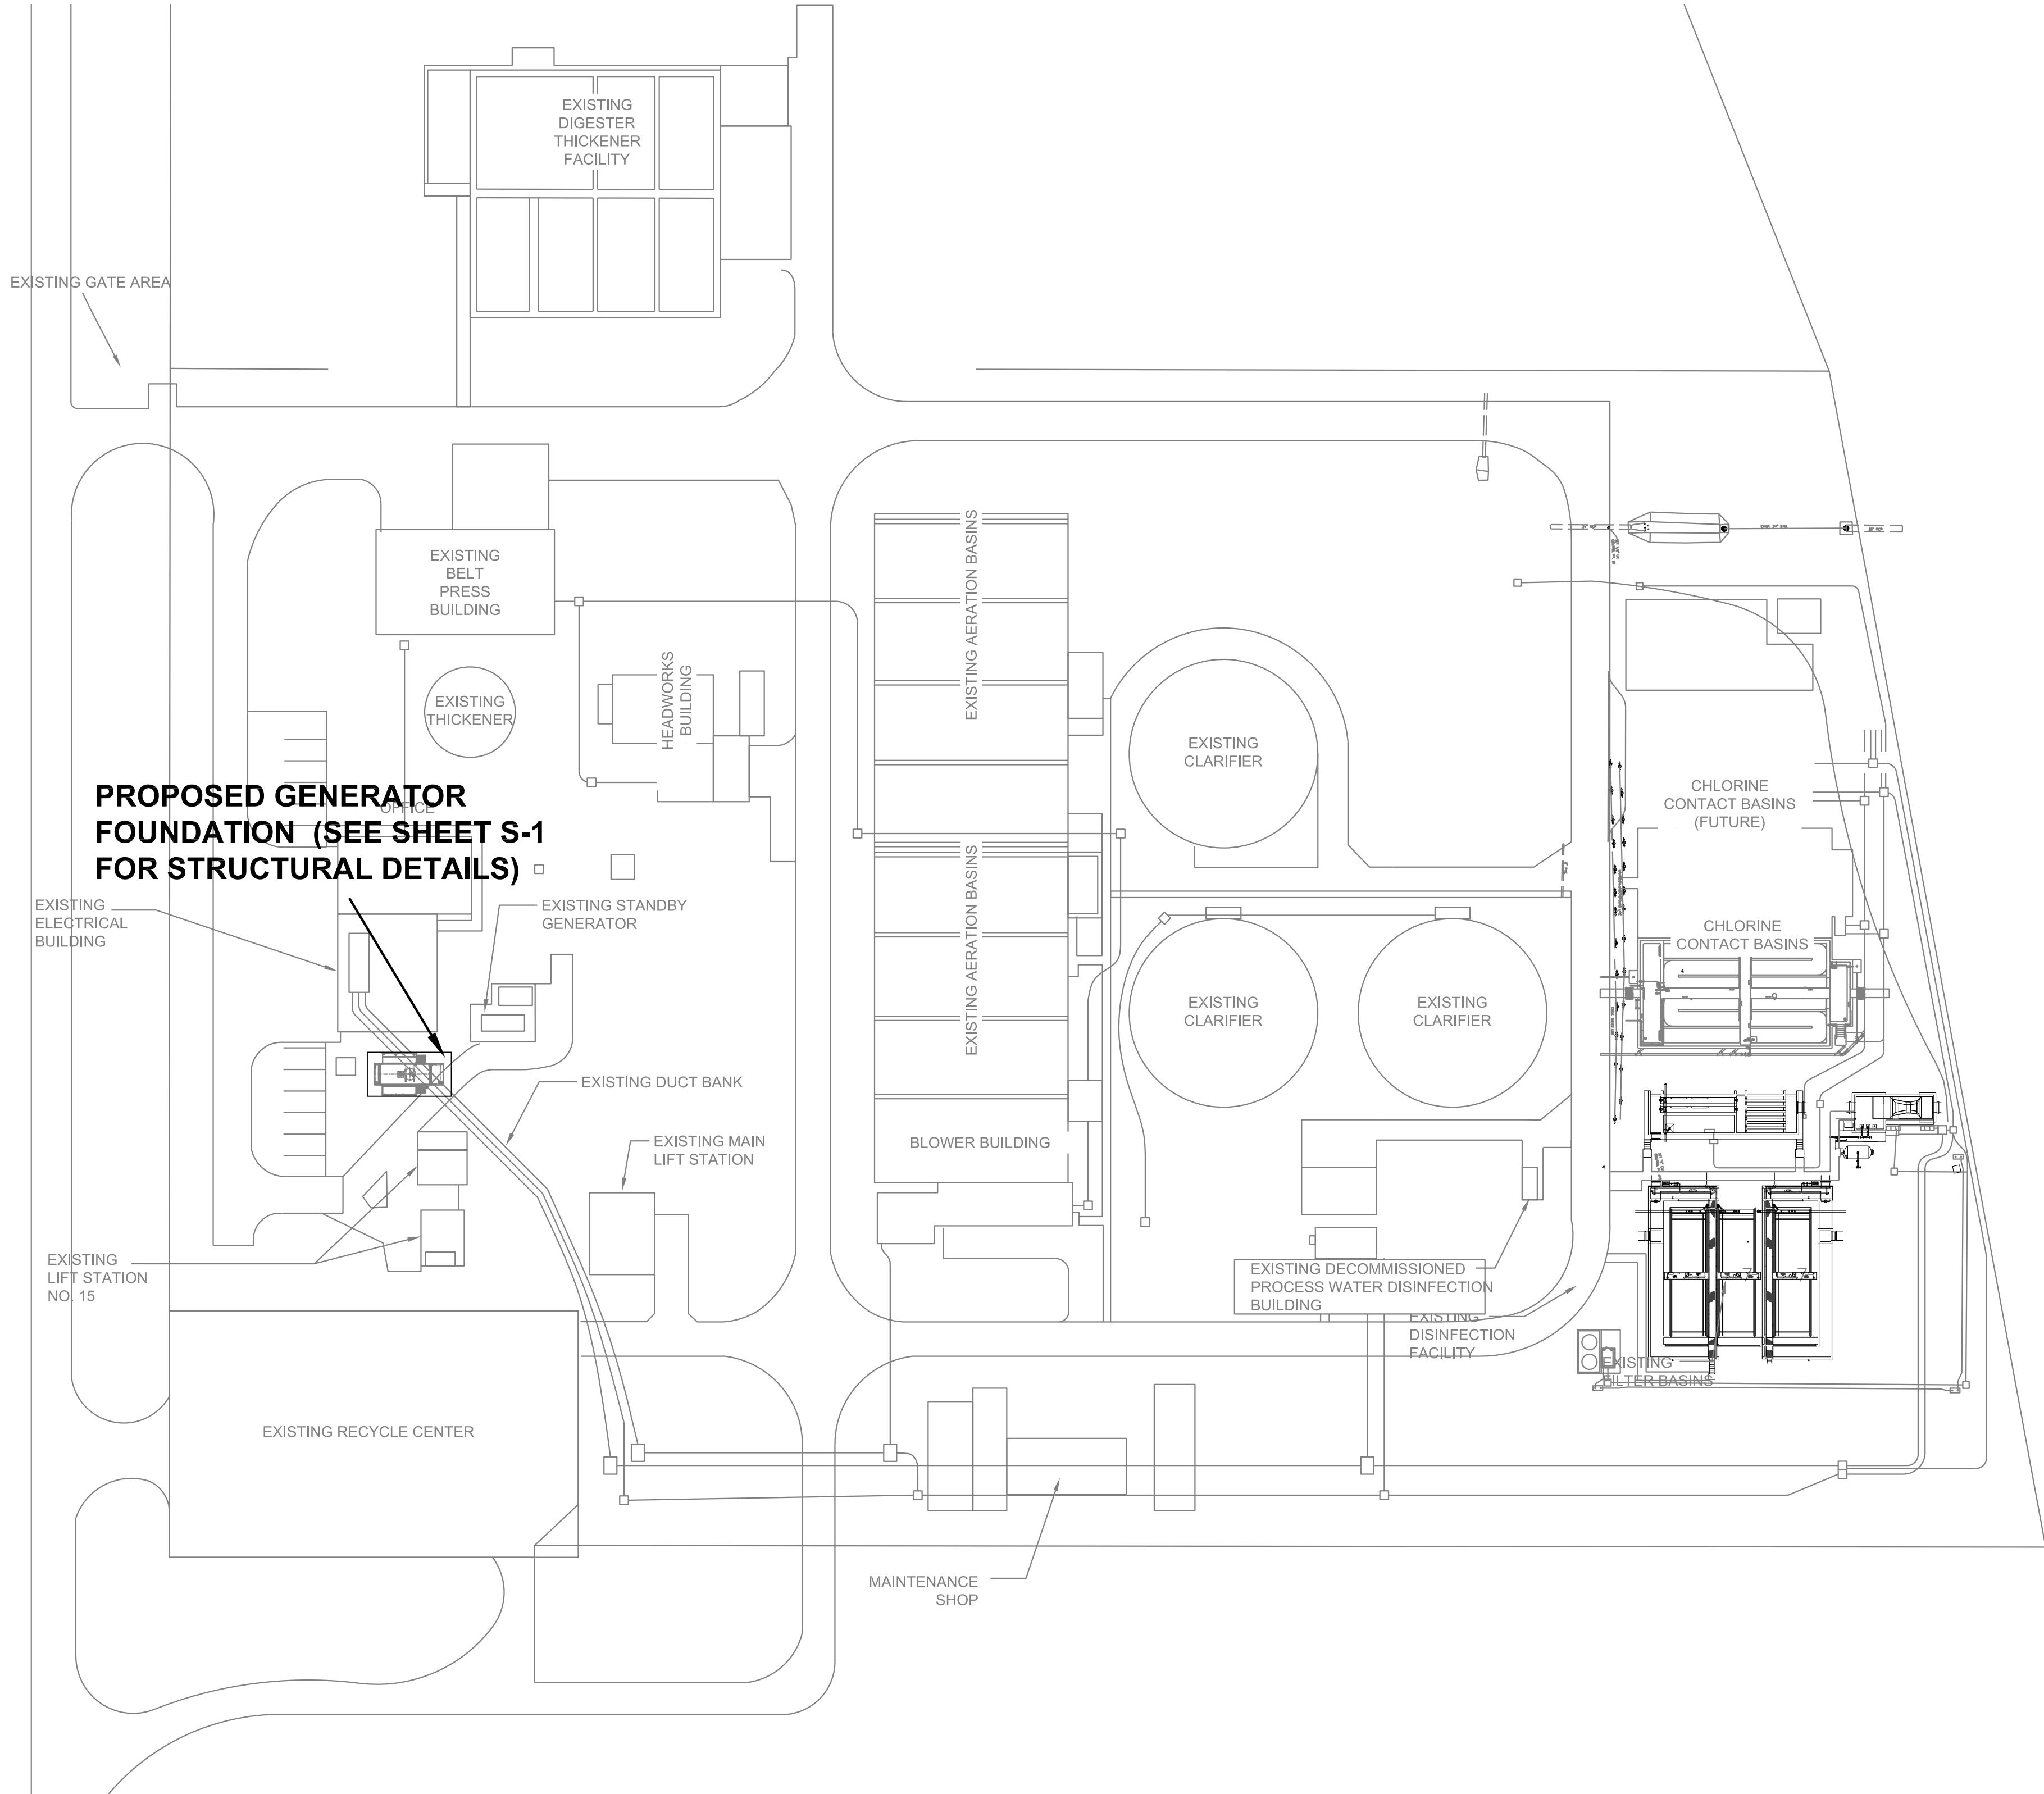 EXISTING
DIGESTER
THICKENER
FACILITY
EXISTING GATE AREA
EXISTING
BELT
PRESS
BUILDING
EXISTING
THICKENER
HEADWORKS
BUILDING
EXISTING AERATION BASINS
EXISTING
CLARIFIER
PROPOSED GENERATOR
FOUNDATION (SEE SHEET S-1
FOR STRUCTURAL DETAILS)
OFFICE
CHLORINE
CONTACT BASINS
(FUTURE)
EXISTING
ELECTRICAL
BUILDING
EXISTING STANDBY
GENERATOR
EXISTING AERATION BASINS
CHLORINE
CONTACT BASINS
EXISTING
CLARIFIER
EXISTING
CLARIFIER
EXISTING DUCT BANK
EXISTING MAIN
LIFT STATION
BLOWER BUILDING
EXISTING
LIFT STATION
NO. 15
EXISTING DECOMMISSIONED
PROCESS WATER DISINFECTION
BUILDING
EXISTING
DISINFECTION
FACILITY
EXISTING
FILTER BASINS
EXISTING RECYCLE CENTER
MAINTENANCE
SHOP